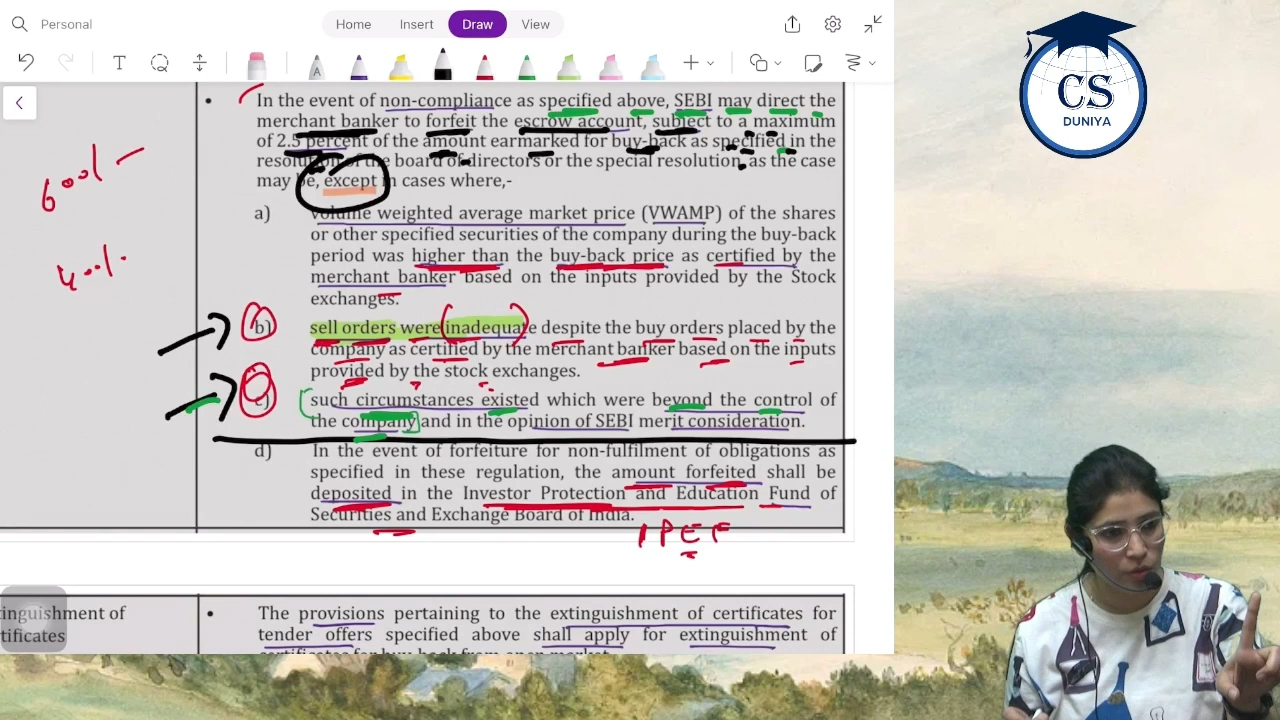 Personal
Home Insert Draw View
CS
DUNIYA
• In the event of non-compliance as specified above, SEBI may direct the
merchant banker to forfeit the escrow account, subject to a maximum
of 2.5 percent of the amount earmarked for buy-back as specified in the
resolution of the board of directors or the special resolution, as the case
may be, except in cases where,-
600l
400l.
a) volume weighted average market price (VWAMP) of the shares
or other specified securities of the company during the buy-back
period was higher than the buy-back price as certified by the
merchant banker based on the inputs provided by the Stock
exchanges.
b) sell orders were inadequate despite the buy orders placed by the
company as certified by the merchant banker based on the inputs
provided by the stock exchanges.
c) such circumstances existed which were beyond the control of
the company and in the opinion of SEBI merit consideration.
d) In the event of forfeiture for non-fulfilment of obligations as
specified in these regulation, the amount forfeited shall be
deposited in the Investor Protection and Education Fund of
Securities and Exchange Board of India.
IPEF
tinguishment of
tificates
• The provisions pertaining to the extinguishment of certificates for
tender offers specified above shall apply for extinguishment of
certificates for buy-back from open market.